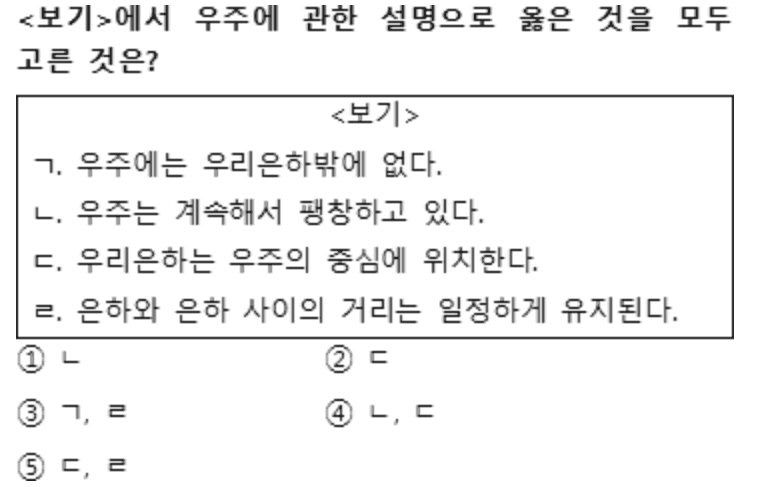 <보기>에서 우주에 관한 설명으로 옳은 것을 모두
고른 것은?
<보기>
ㄱ. 우주에는 우리은하밖에 없다.
ㄴ. 우주는 계속해서 팽창하고 있다.
ㄷ. 우리은하는 우주의 중심에 위치한다.
ㄹ. 은하와 은하 사이의 거리는 일정하게 유지된다.
① ㄴ ② ㄷ
③ ㄱ, ㄹ ④ ㄴ, ㄷ
⑤ ㄷ, ㄹ